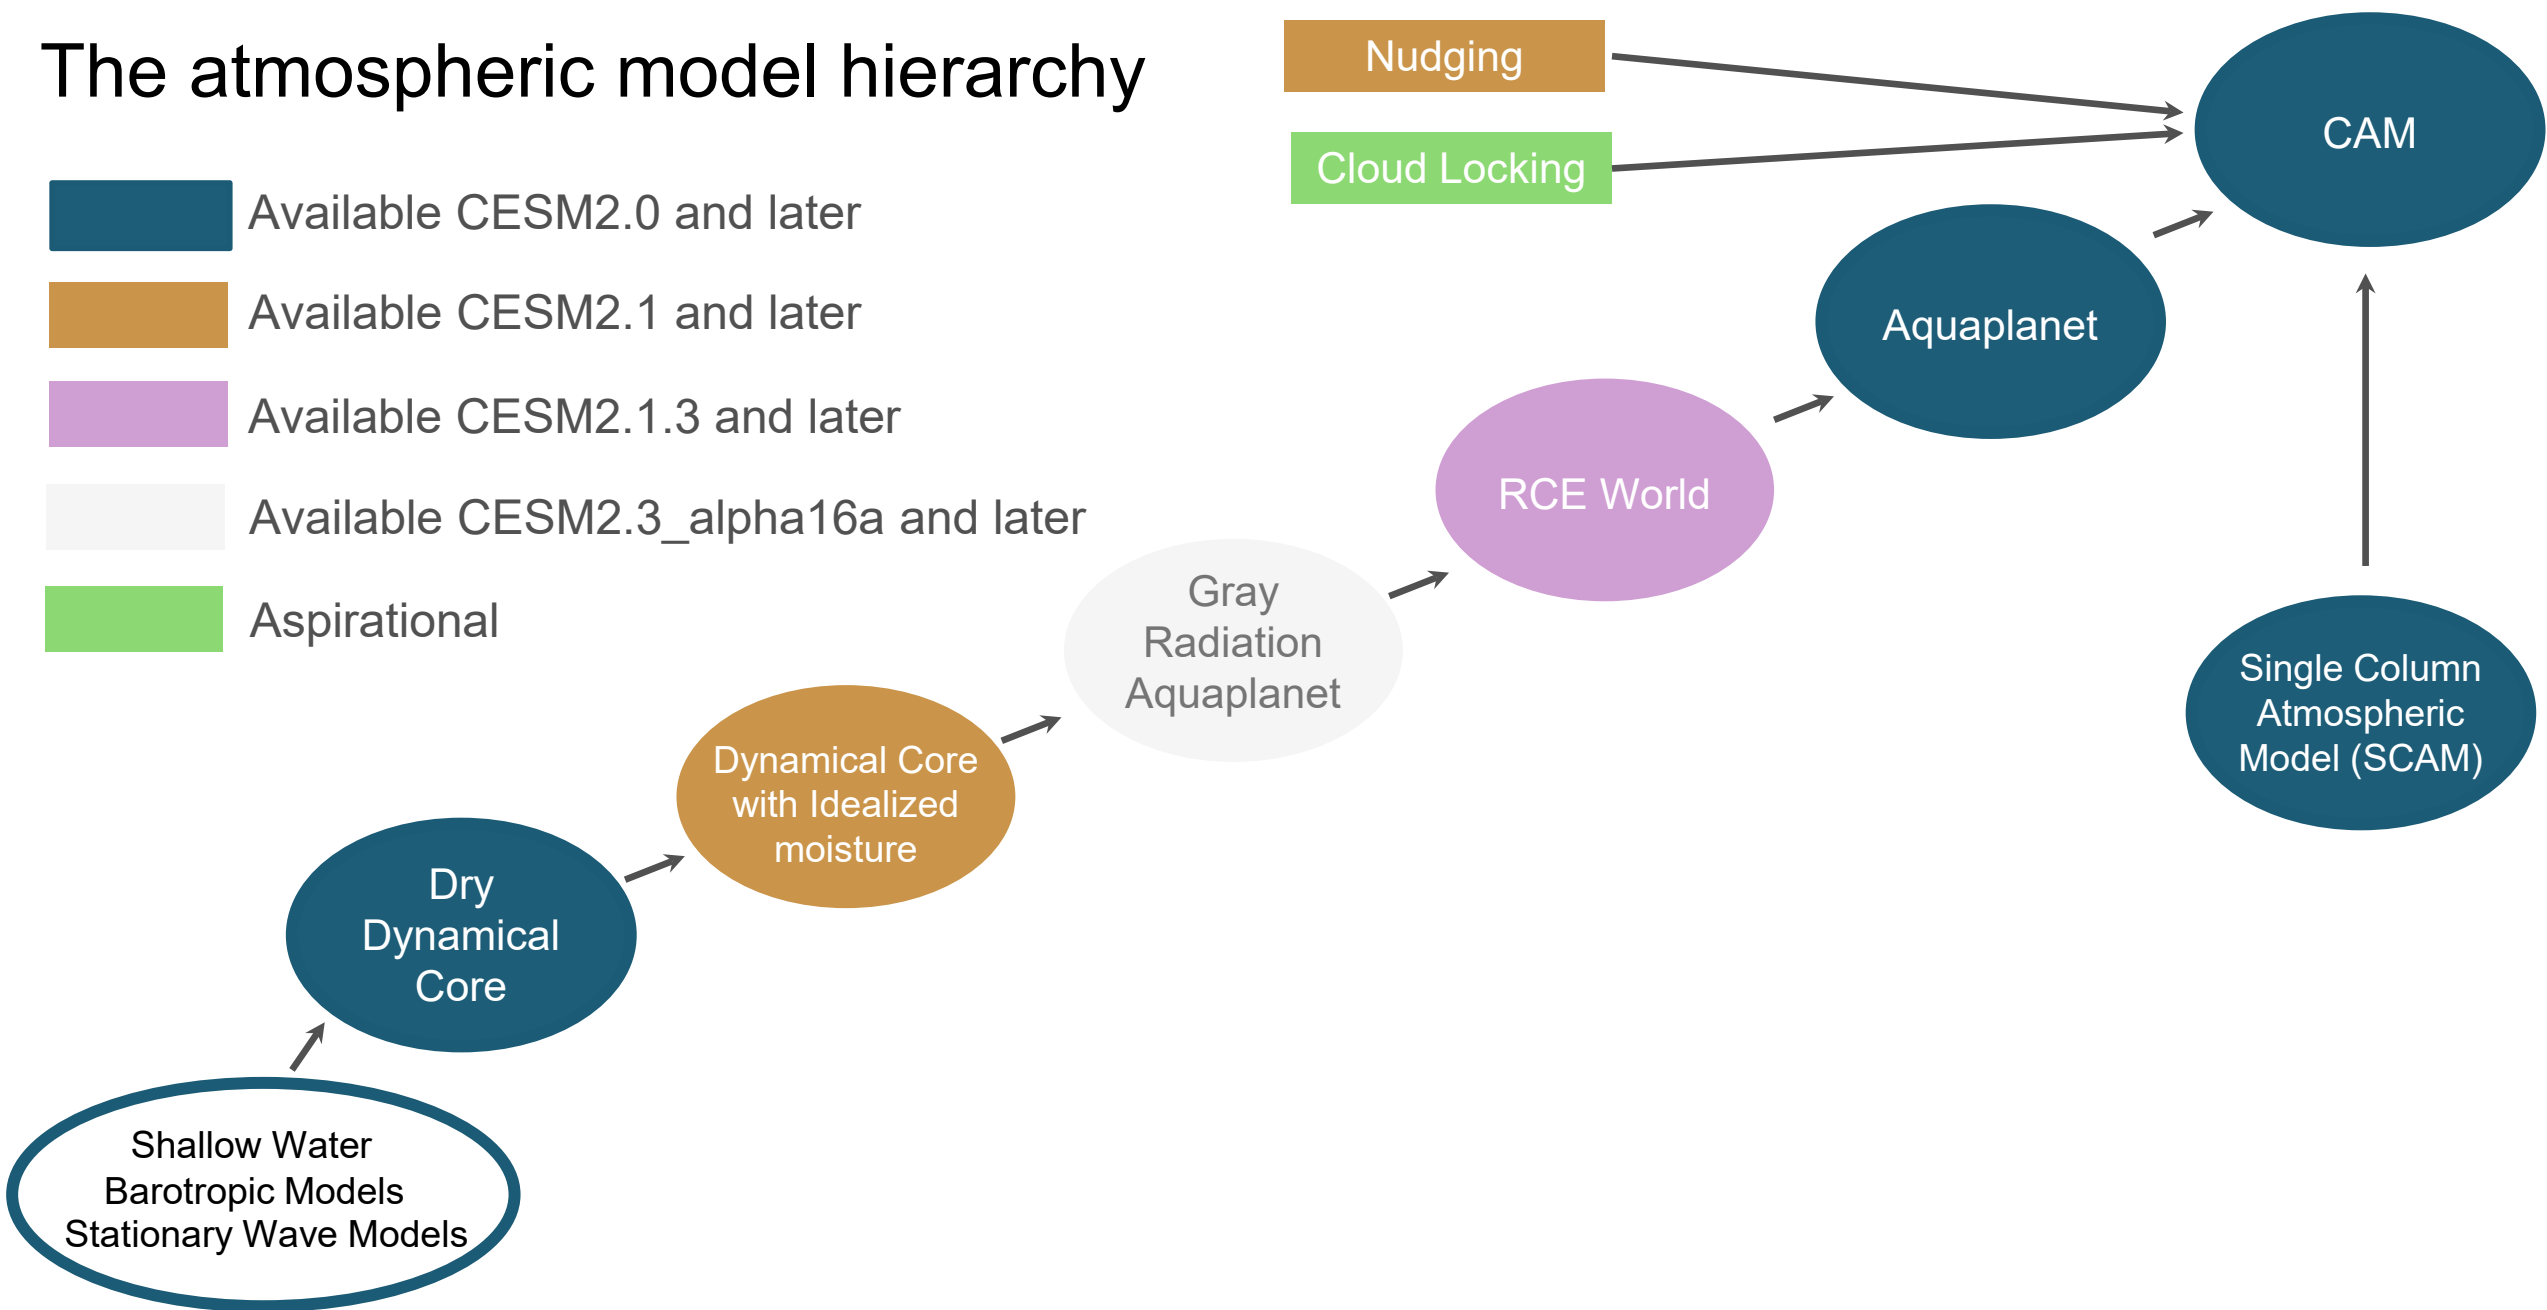 The atmospheric model hierarchy
Available CESM2.0 and later
Available CESM2.1 and later
Available CESM2.1.3 and later
Available CESM2.3_alpha16a and later
Aspirational
Nudging
Cloud Locking
CAM
Aquaplanet
RCE World
Gray
Radiation
Aquaplanet
Single Column
Atmospheric
Model (SCAM)
Dynamical Core
with Idealized
moisture
Dry
Dynamical
Core
Shallow Water
Barotropic Models
Stationary Wave Models